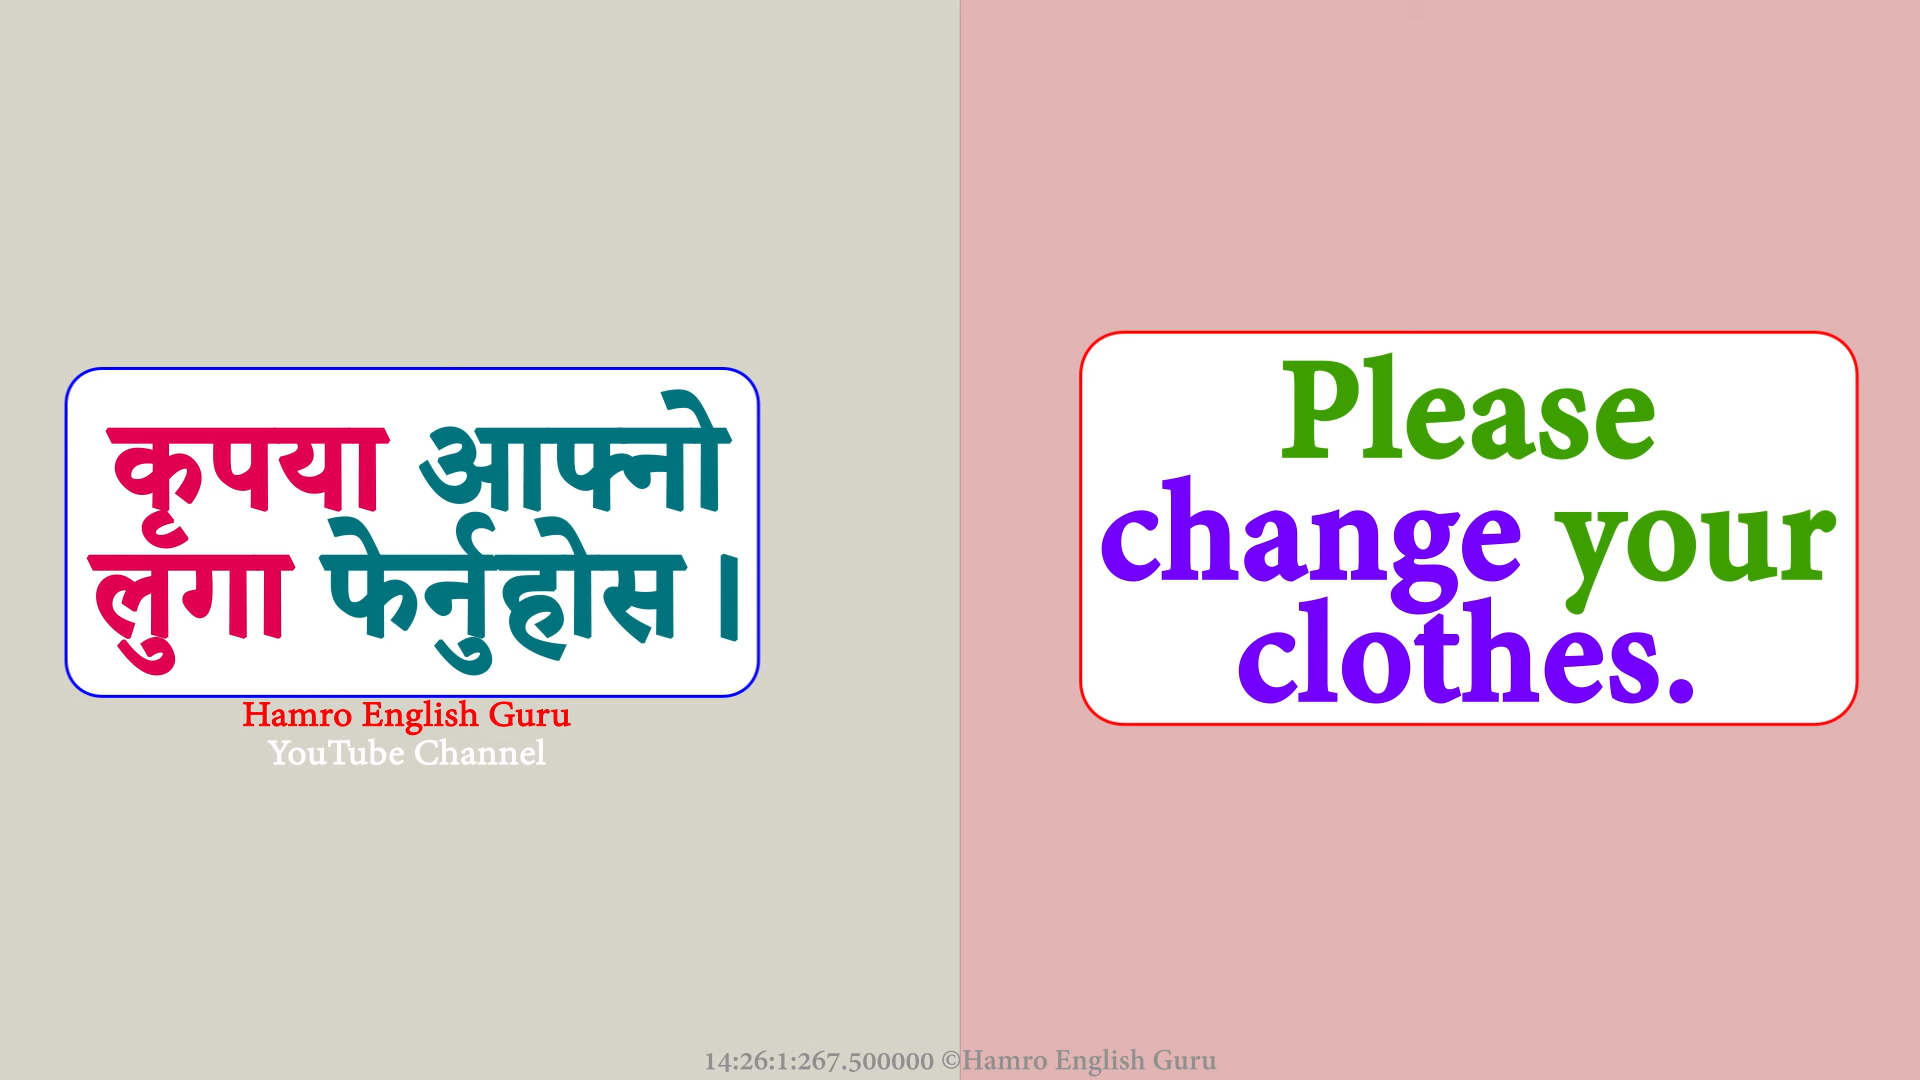 कृपया आफ्नो
लुगा फेर्नुहोस ।
Hamro English Guru
YouTube Channel
Please
change your
clothes.
14:26:1:267.500000 ©Hamro English Guru